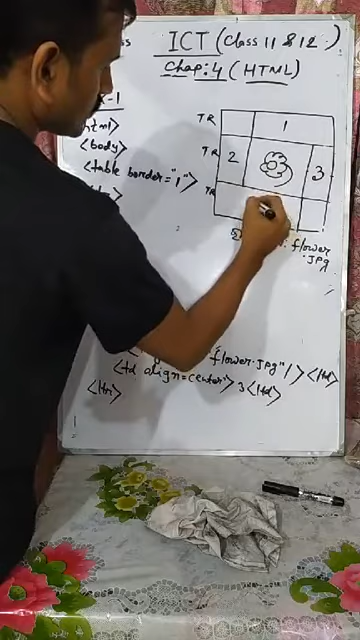 ICT (Class 11 & 12)
Chap: 4 (HTML)
<body>
<table border="1">
TR
1
TR
2
3
TR
flower
.JPg
flower.JPg"/> </td>
<td align=center"> 3 </td>
</tr>